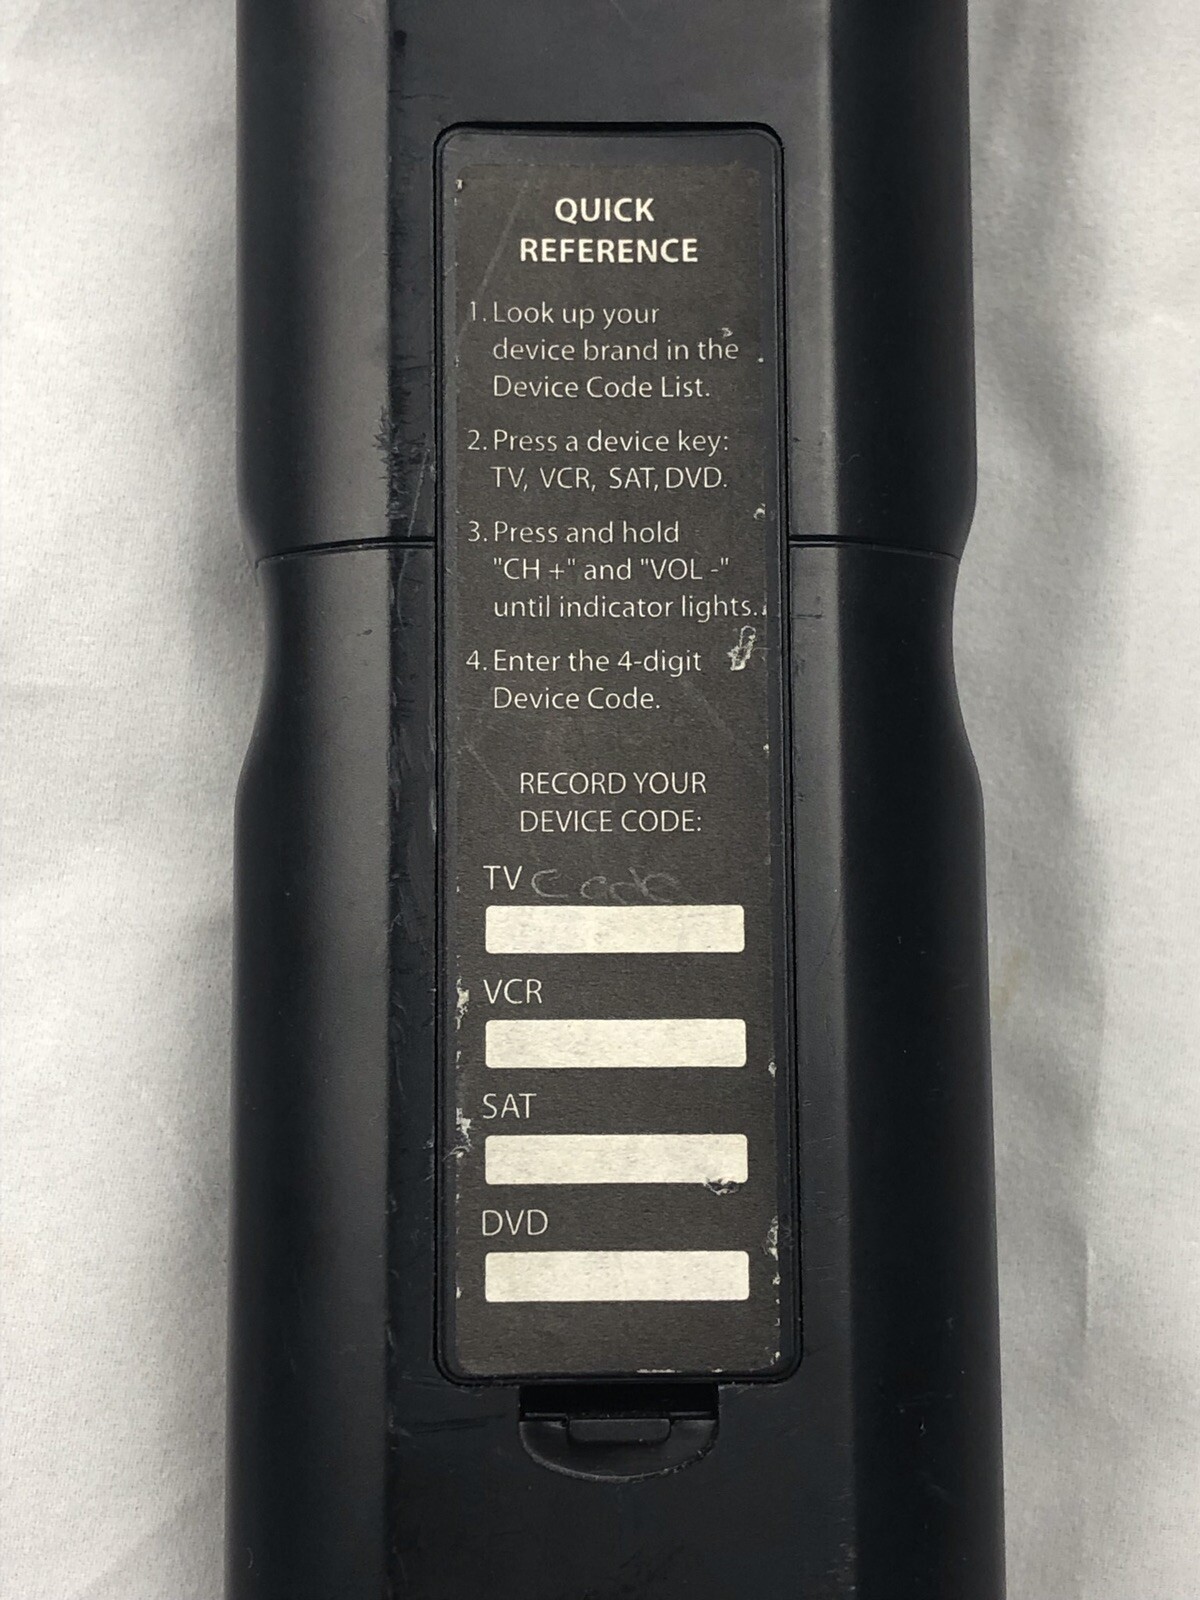 QUICK
REFERENCE
1. Look up your
device brand in the
Device Code List.
2. Press a device key:
TV, VCR, SAT, DVD.
3. Press and hold
"CH +" and "VOL -"
until indicator lights.
4. Enter the 4-digit
Device Code.
RECORD YOUR
DEVICE CODE:
TV Code
VCR
SAT
DVD